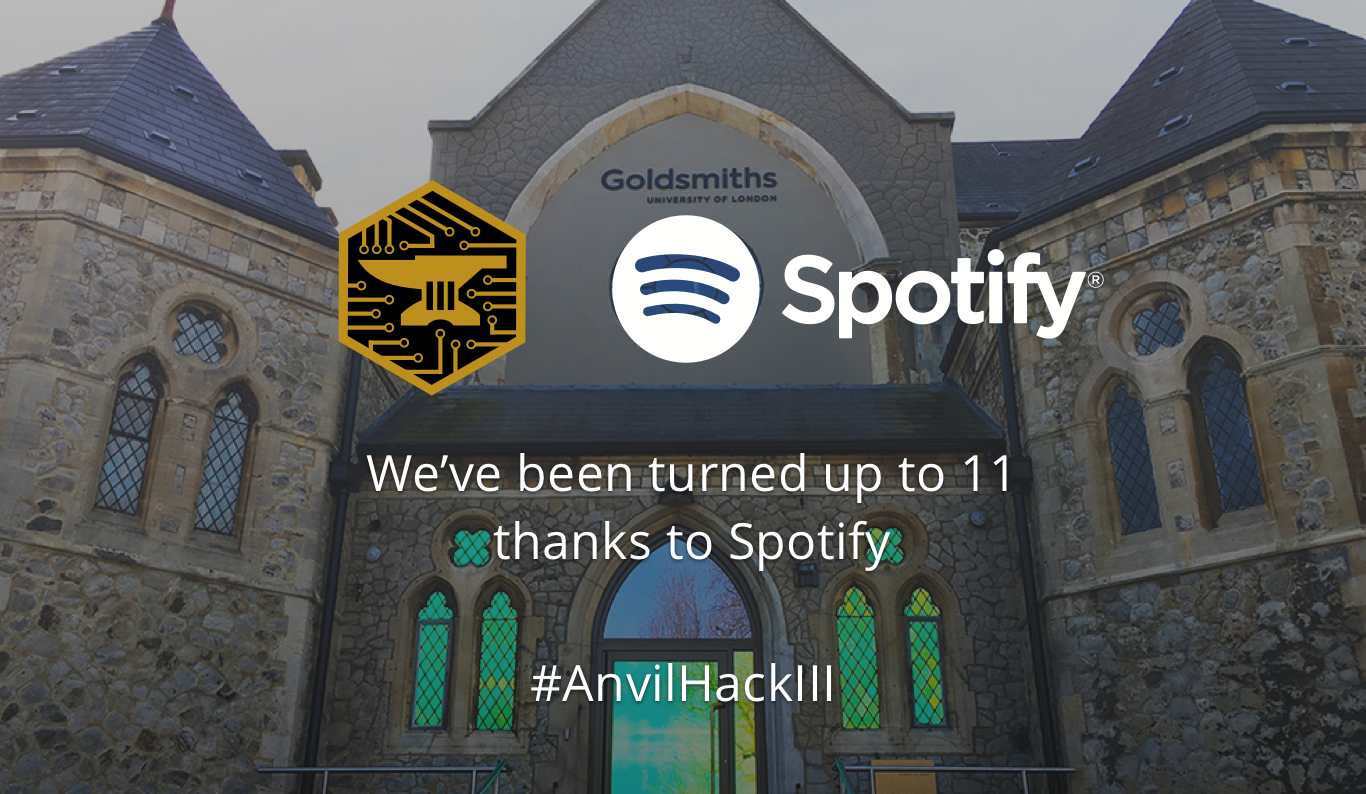 Goldsmiths
UNIVERSITY OF LONDON
Spotify®
We’ve been turned up to 11
thanks to Spotify
#AnvilHackIII